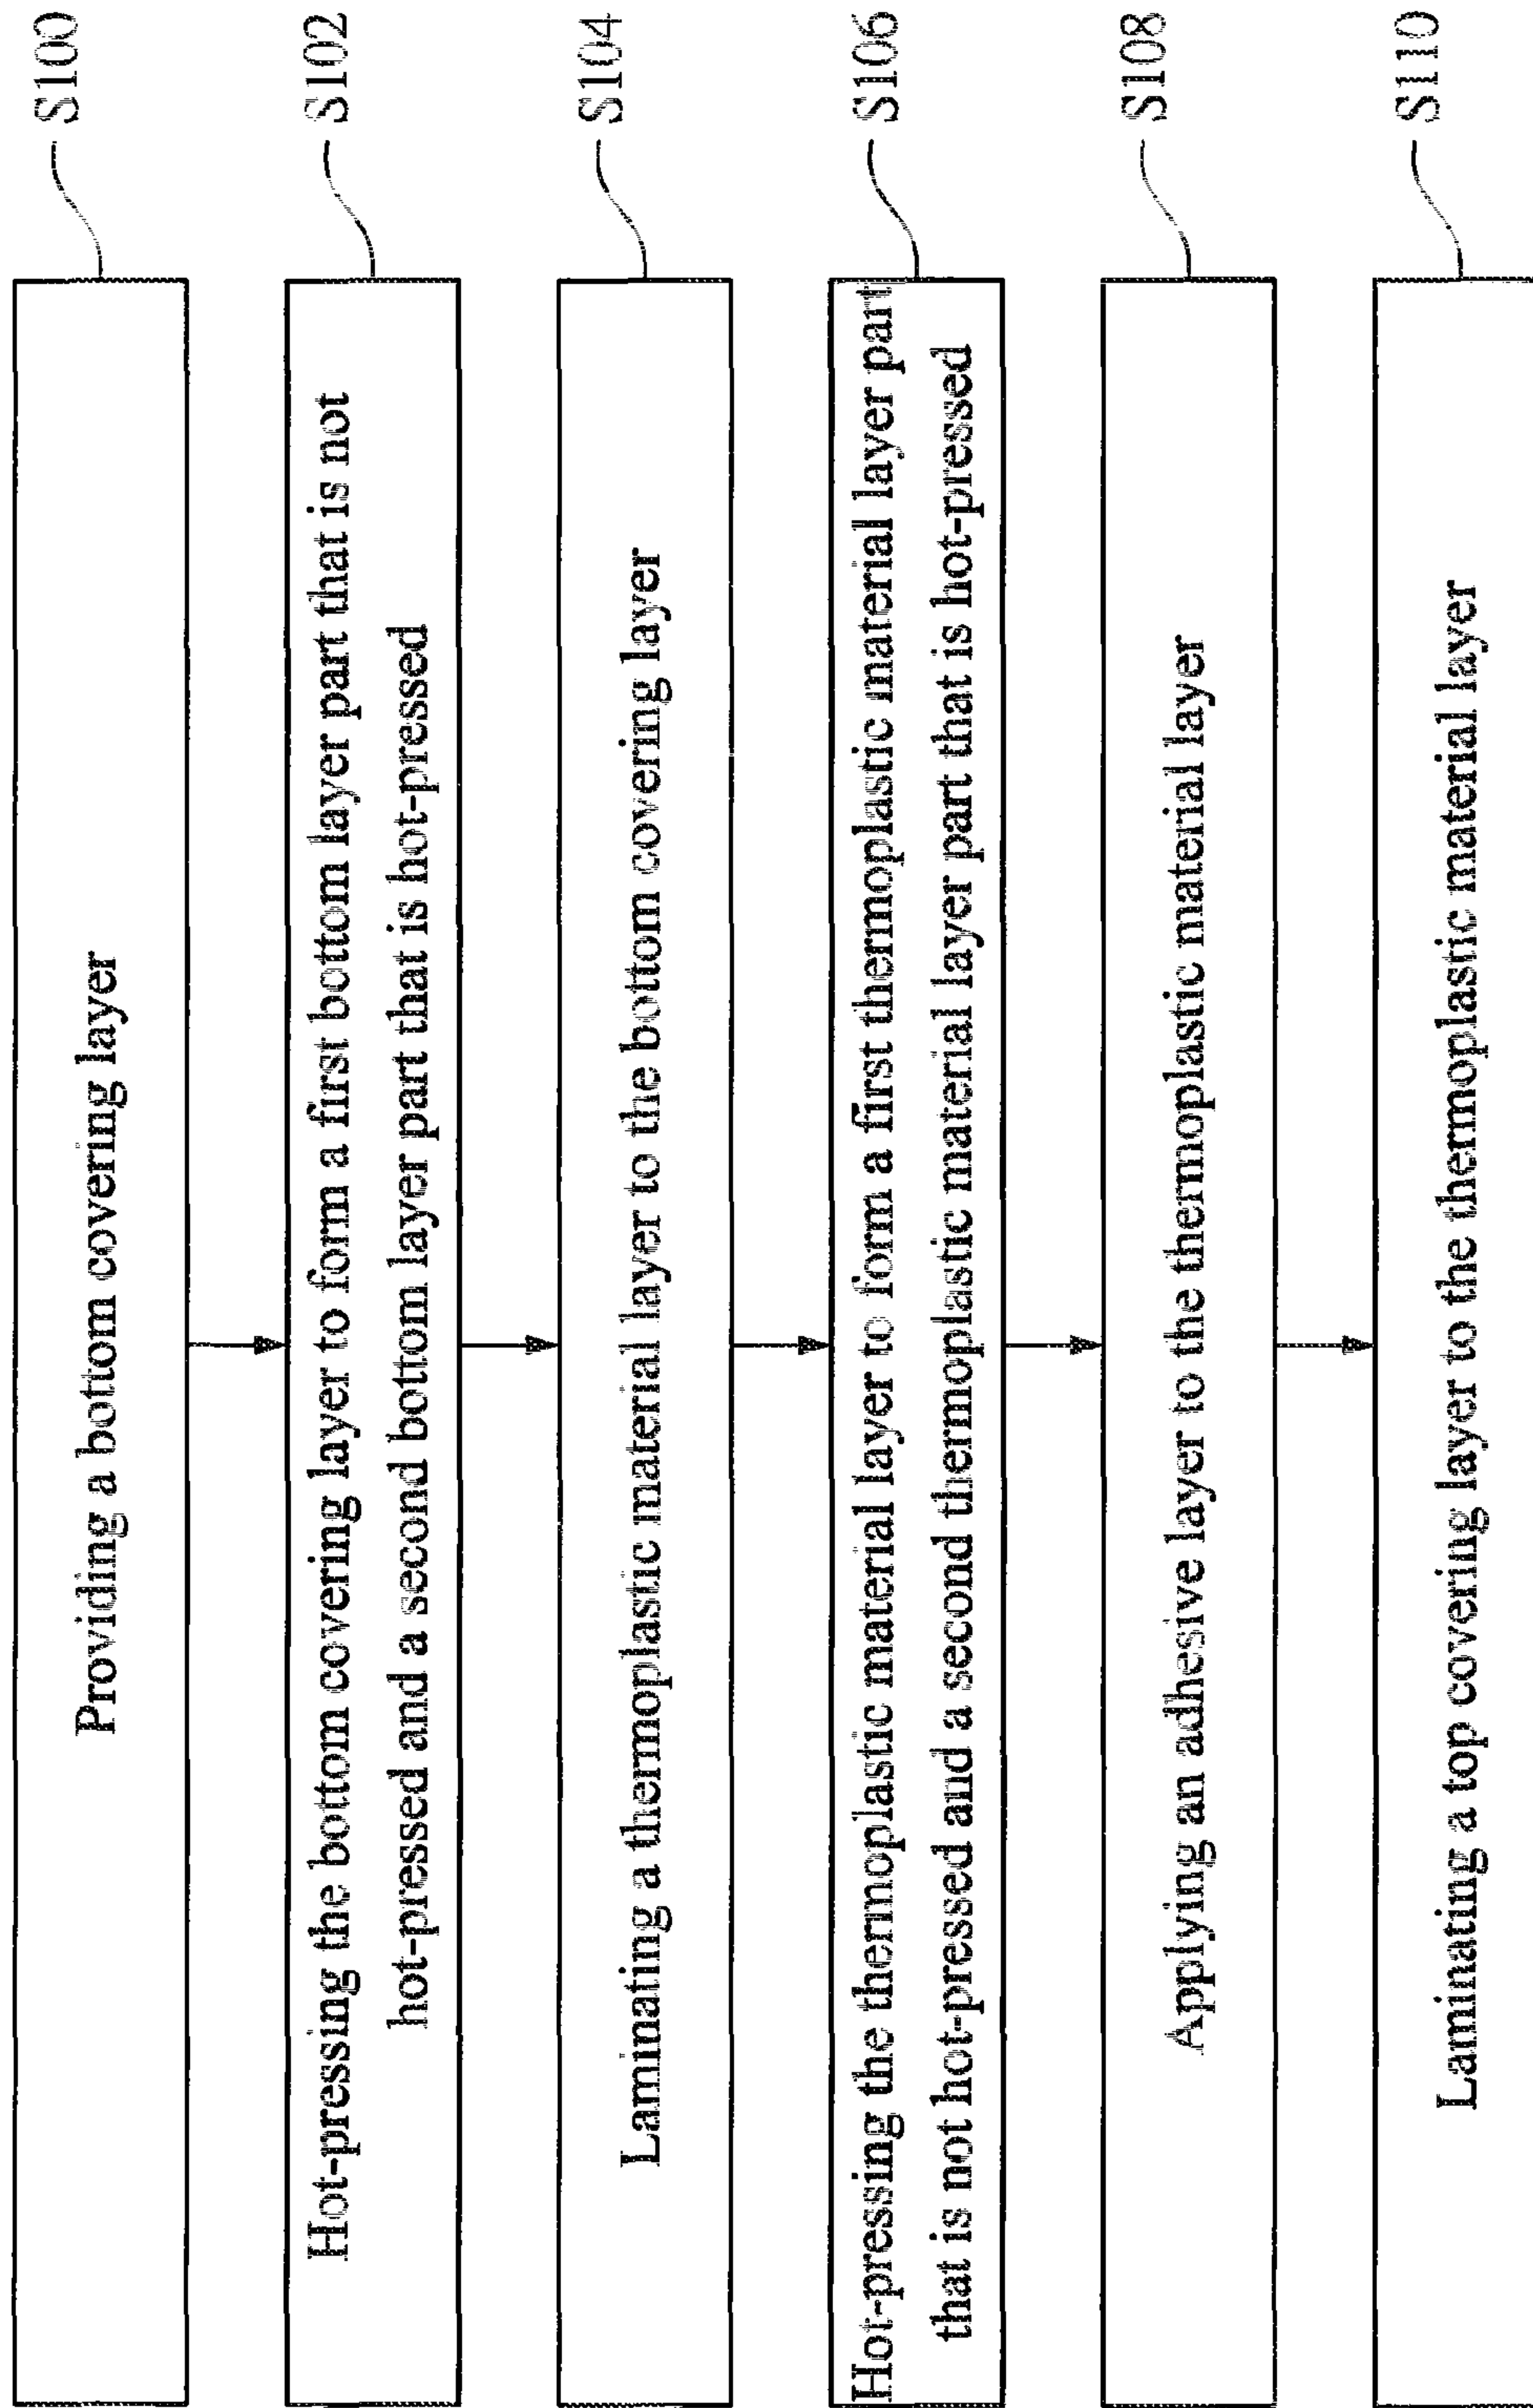 Providing a bottom covering layer
S100
Hot-pressing the bottom covering layer to form a first bottom layer part that is not
hot-pressed and a second bottom layer part that is hot-pressed
S102
Laminating a thermoplastic material layer to the bottom covering layer
S104
Hot-pressing the thermoplastic material layer to form a first thermoplastic material layer part
that is not hot-pressed and a second thermoplastic material layer part that is hot-pressed
S106
Applying an adhesive layer to the thermoplastic material layer
S108
Laminating a top covering layer to the thermoplastic material layer
S110